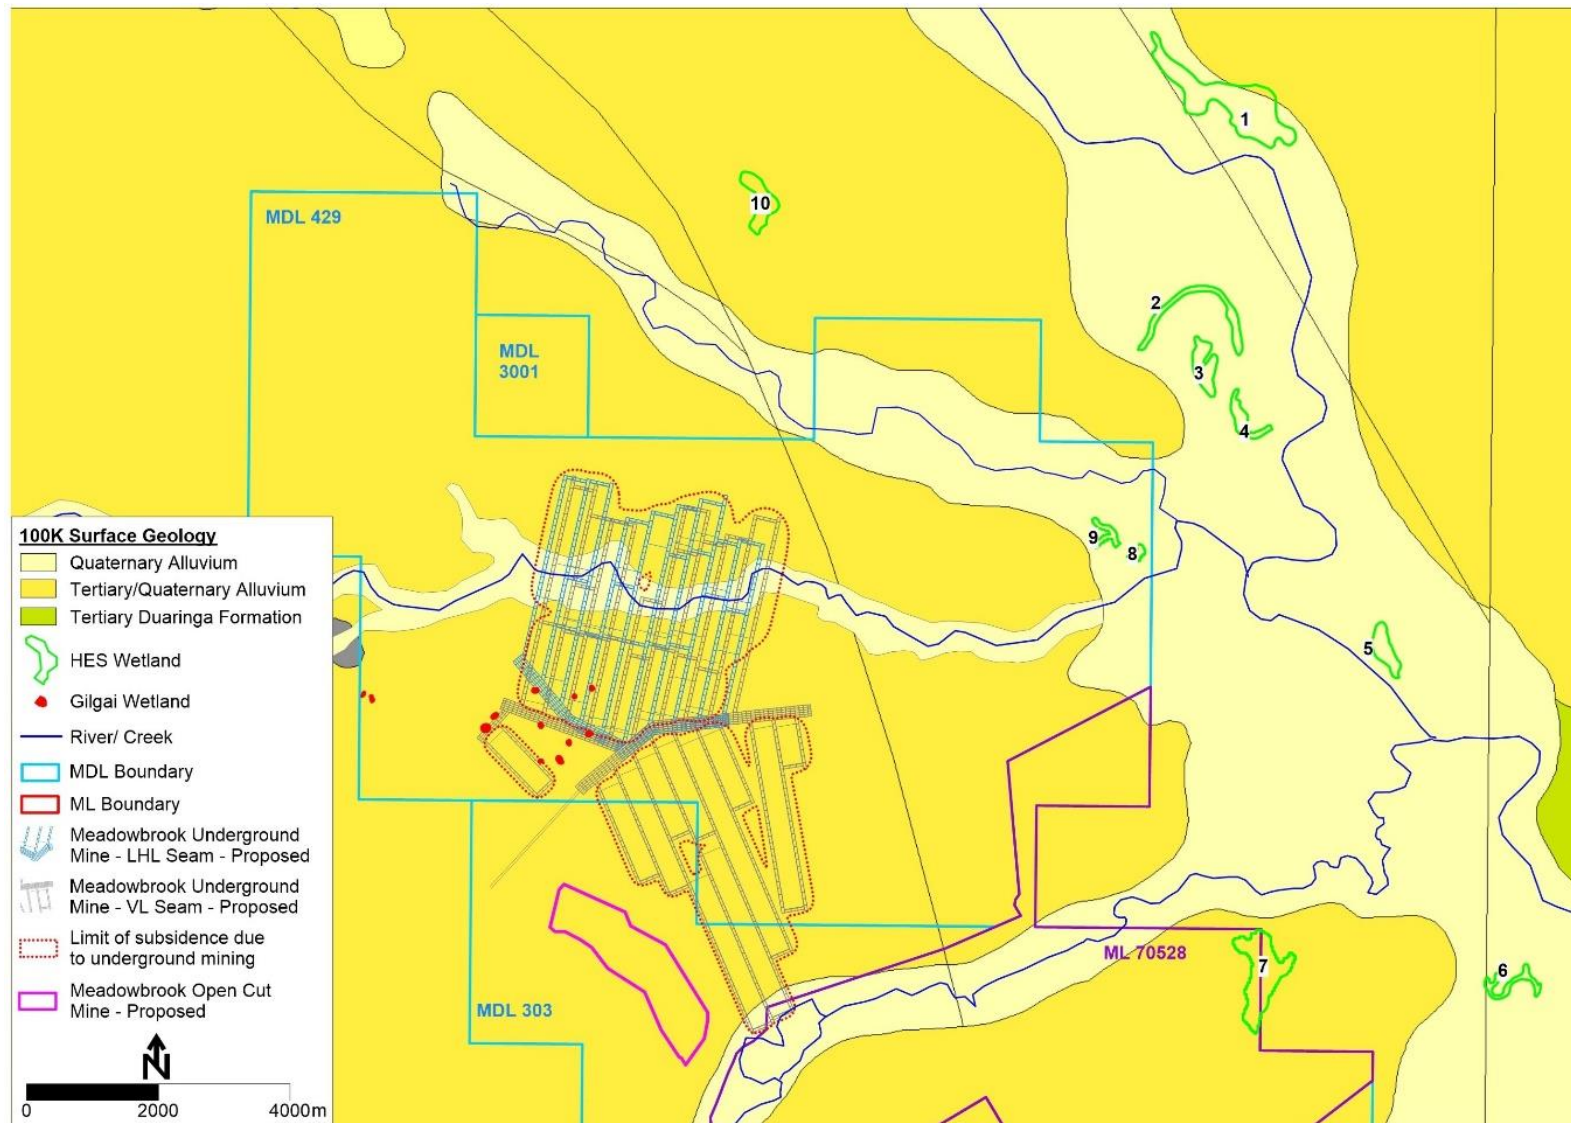 1
10
MDL 429
2
MDL
3001
3
4
9
8
5
100K Surface Geology
Quaternary Alluvium
Tertiary/Quaternary Alluvium
Tertiary Duaringa Formation
HES Wetland
Gilgai Wetland
River/ Creek
MDL Boundary
ML Boundary
Meadowbrook Underground
Mine - LHL Seam - Proposed
Meadowbrook Underground
Mine - VL Seam - Proposed
Limit of subsidence due
to underground mining
Meadowbrook Open Cut
Mine - Proposed
N
0 2000 4000m
ML 70528
7
6
MDL 303